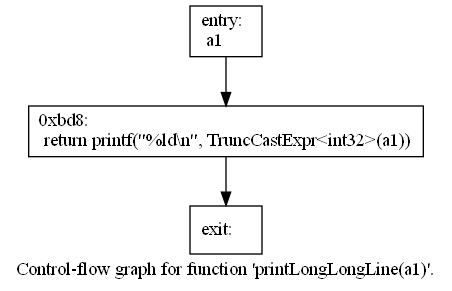 entry:
a1
0xbd8:
return printf("%ld\n", TruncCastExpr<int32>(a1))
exit:
Control-flow graph for function 'printLongLongLine(a1)'.